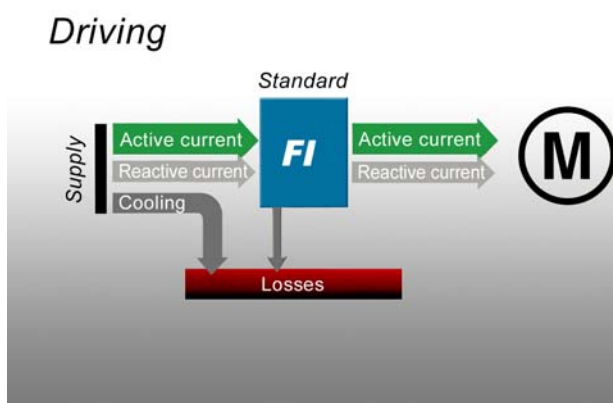 Driving
Standard
Supply
Active current
FI
Active current
M
Reactive current
Reactive current
Cooling
Losses